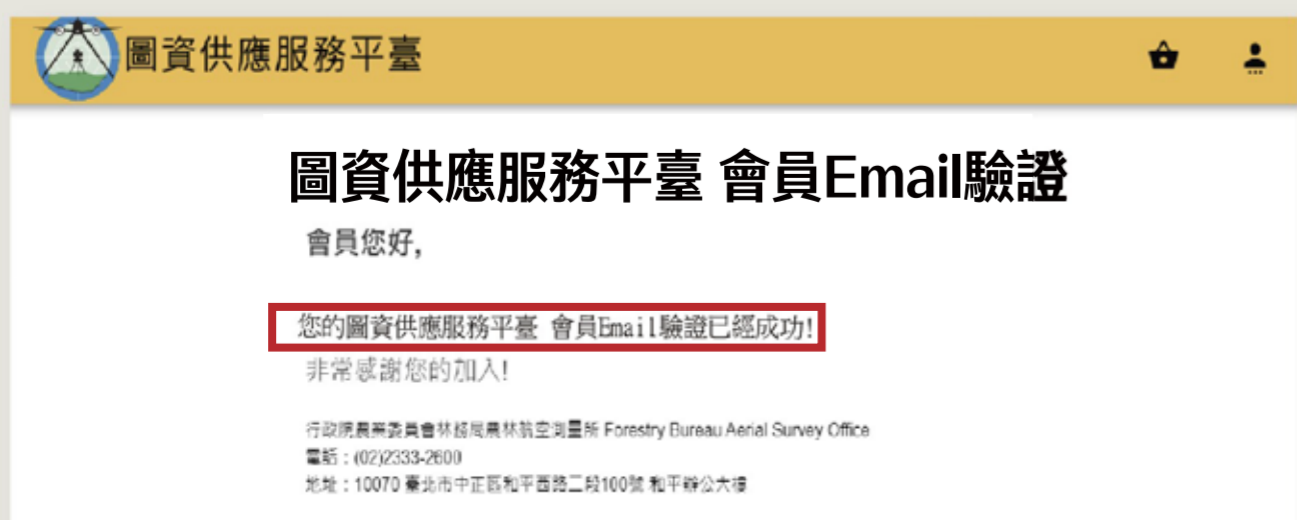 圖資供應服務平臺
圖資供應服務平臺 會員Email驗證
會員您好,
您的圖資供應服務平臺 會員Email驗證已經成功!
非常感謝您的加入!
行政院農業委員會林務局農林航空測量所 Forestry Bureau Aerial Survey Office
電話：(02)2333-2600
地址：10070 臺北市中正區和平西路二段100號 和平辦公大樓